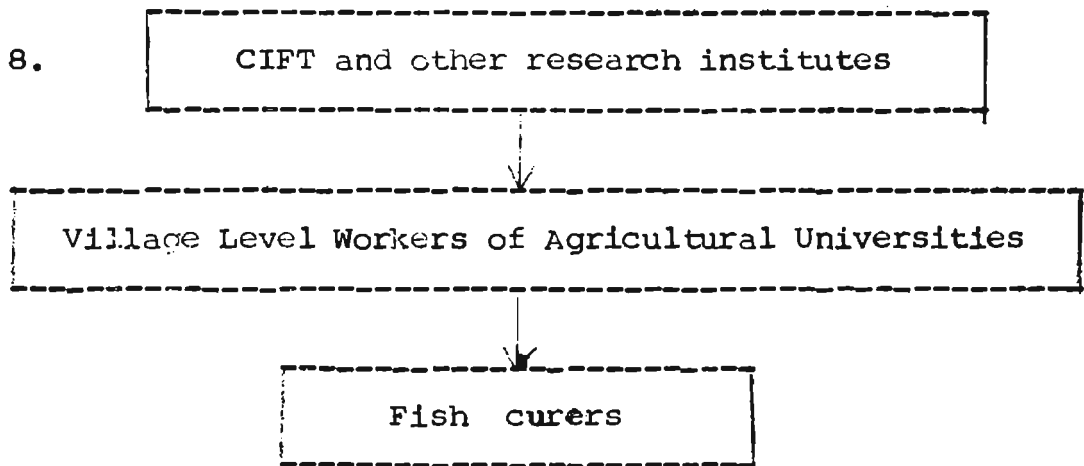 8.
CIFT and other research institutes
Village Level Workers of Agricultural Universities
Fish curers